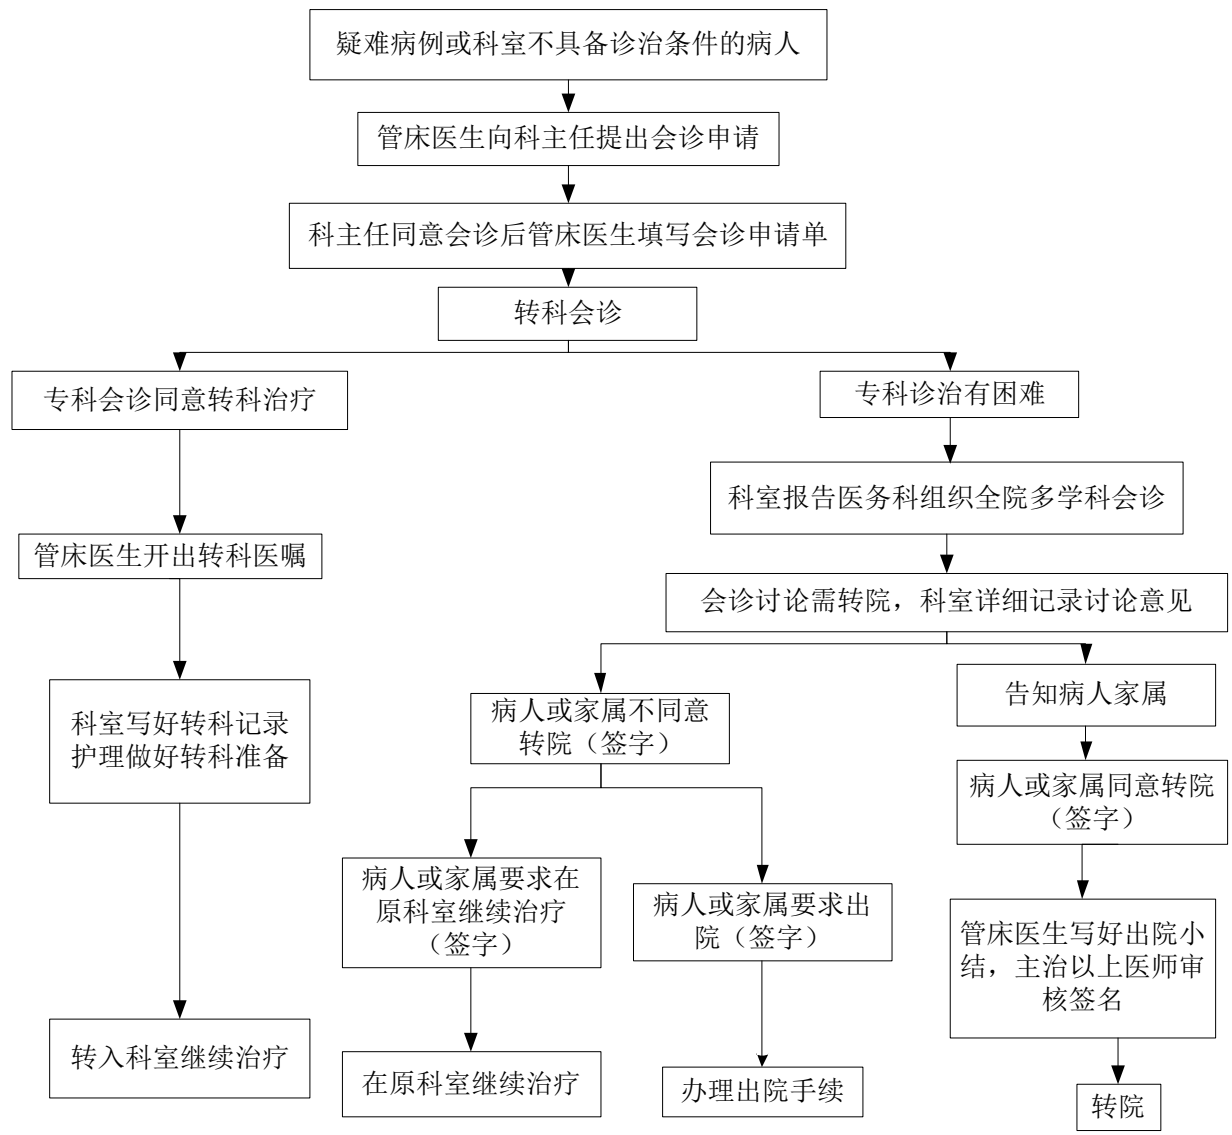 疑难病例或科室不具备诊治条件的病人
管床医生向科主任提出会诊申请
科主任同意会诊后管床医生填写会诊申请单
转科会诊
专科会诊同意转科治疗
专科诊治有困难
科室报告医务科组织全院多学科会诊
管床医生开出转科医嘱
会诊讨论需转院，科室详细记录讨论意见
科室写好转科记录
护理做好转科准备
病人或家属不同意
转院（签字）
告知病人家属
病人或家属同意转院
（签字）
病人或家属要求在
原科室继续治疗
（签字）
病人或家属要求出
院（签字）
管床医生写好出院小
结，主治以上医师审
核签名
转入科室继续治疗
在原科室继续治疗
办理出院手续
转院